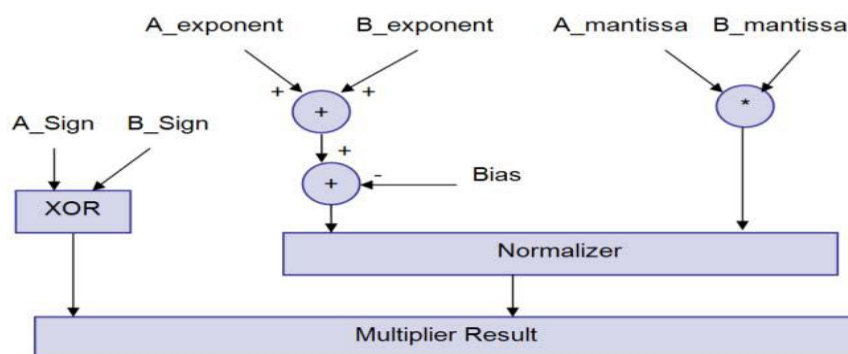 A_exponent B_exponent A_mantissa B_mantissa
+ + + *
A_Sign B_Sign
+
XOR + - Bias
Normalizer
Multiplier Result